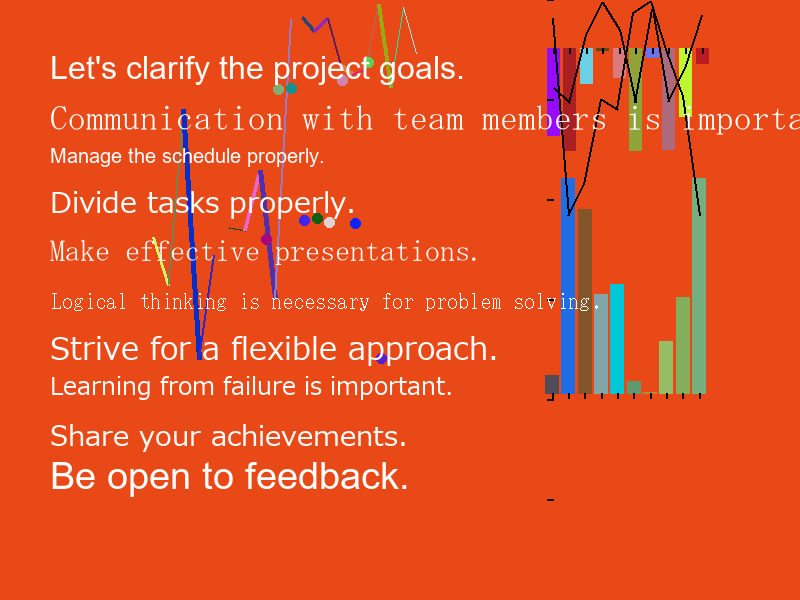 Let's clarify the project goals.
Communication with team members is
Manage the schedule properly.
Divide tasks properly.
Make effective presentations.
Logical thinking is necessary for problem solving.
Strive for a flexible approach.
Learning from failure is important.
Share your achievements.
Be open to feedback.